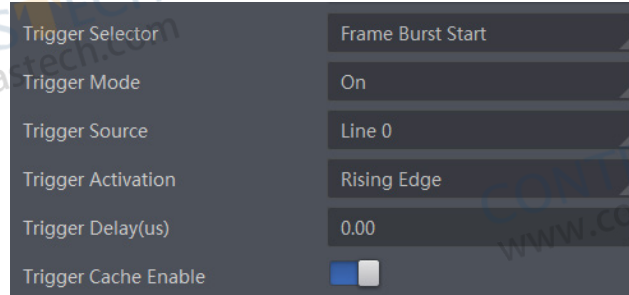 Trigger Selector Frame Burst Start
Trigger Mode On
Trigger Source Line 0
Trigger Activation Rising Edge
Trigger Delay(us) 0.00
Trigger Cache Enable